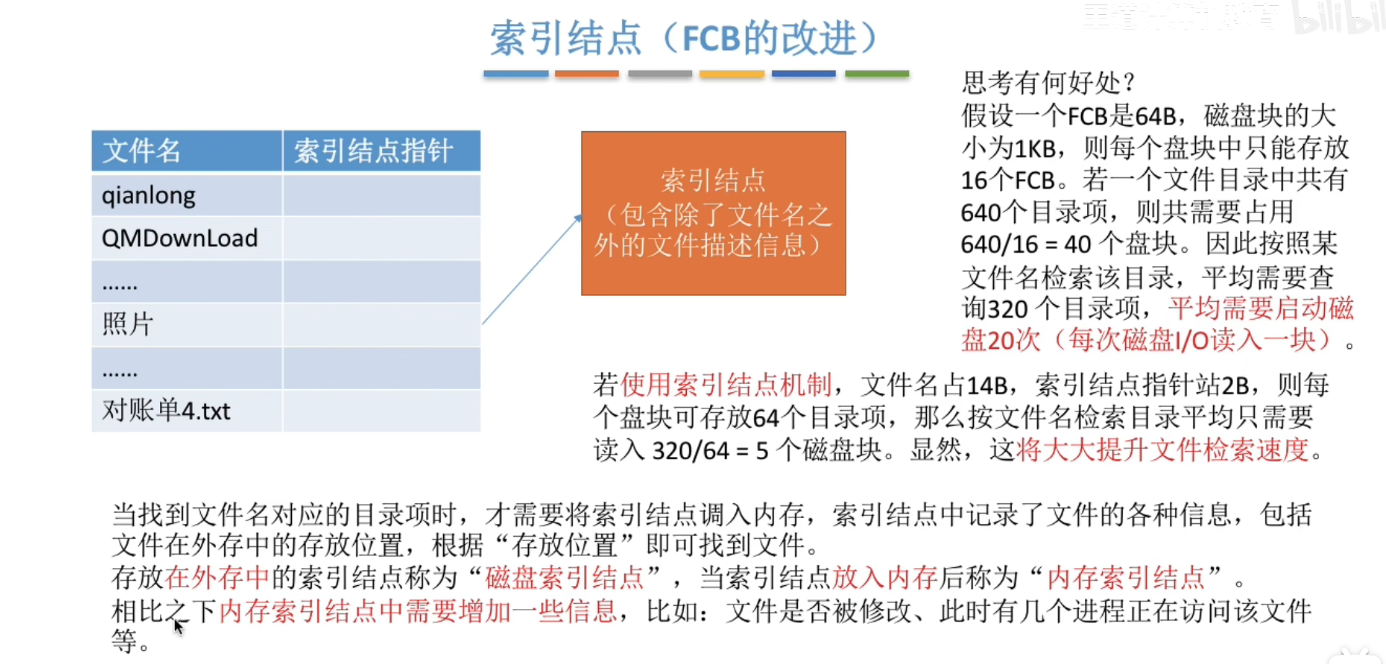 索引结点（FCB的改进）
文件名 索引结点指针
qianlong
QMDownLoad
……
照片
……
对账单4.txt
索引结点
（包含除了文件名之
外的文件描述信息）
思考有何好处？
假设一个FCB是64B，磁盘块的大
小为1KB，则每个盘块中只能存放
16个FCB。若一个文件目录中共有
640个目录项，则共需要占用
640/16 = 40 个盘块。因此按照某
文件名检索该目录，平均需要查
询320 个目录项，平均需要启动磁
盘20次（每次磁盘I/O读入一块）。
若使用索引结点机制，文件名占14B，索引结点指针站2B，则每
个盘块可存放64个目录项，那么按文件名检索目录平均只需要
读入 320/64 = 5 个磁盘块。显然，这将大大提升文件检索速度。
当找到文件名对应的目录项时，才需要将索引结点调入内存，索引结点中记录了文件的各种信息，包括
文件在外存中的存放位置，根据“存放位置”即可找到文件。
存放在外存中的索引结点称为“磁盘索引结点”，当索引结点放入内存后称为“内存索引结点”。
相比之下内存索引结点中需要增加一些信息，比如：文件是否被修改、此时有几个进程正在访问该文件
等。
bilibili